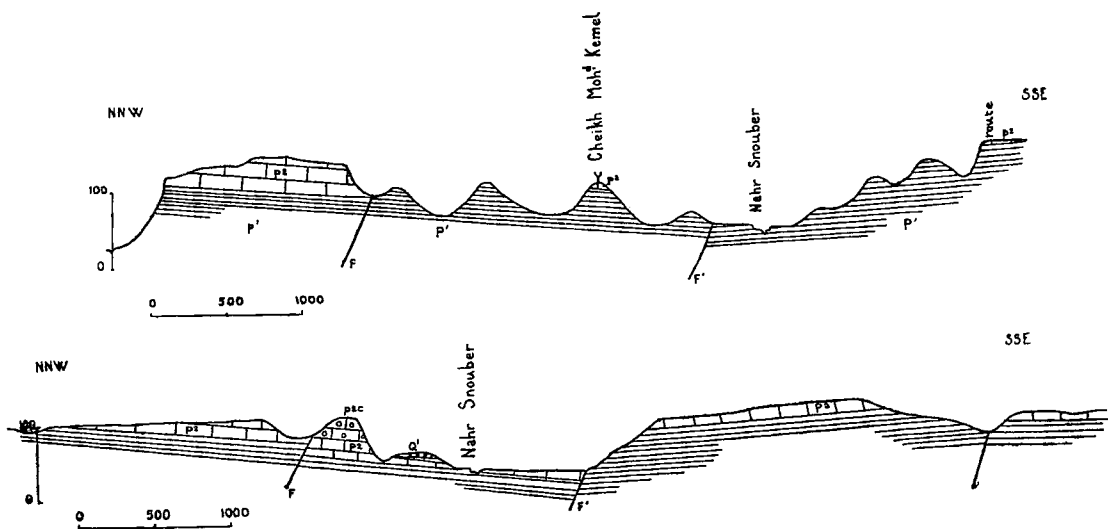 NNW
Cheikh Moh.d Kemel
Nahr Snouber
route
SSE
p2
p2
p2
100
0
P'
P'
P'
F
F'
0 500 1000
NNW
Nahr Snouber
SSE
100
0
p2
p2c
p2
Q'
F
F'
0 500 1000